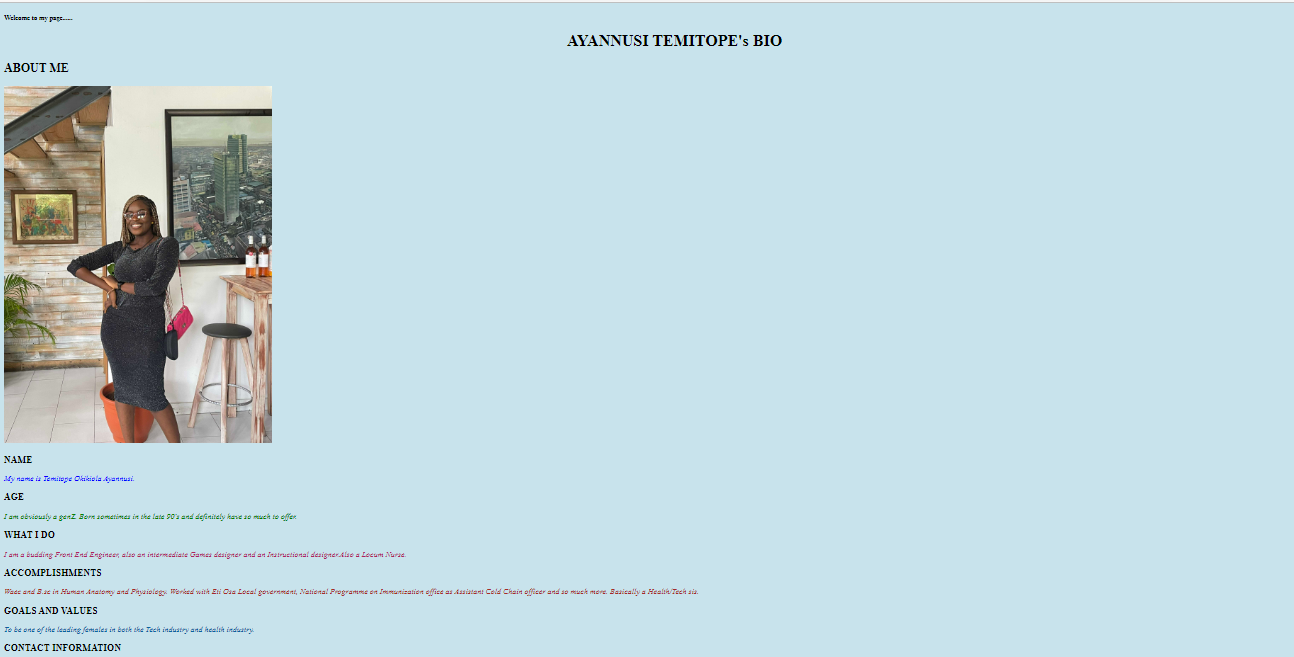 Welcome to my page......
AYANNUSI TEMITOPE's BIO
ABOUT ME
NAME
My name is Temitope Okikiola Ayannusi.
AGE
I am obviously a genZ. Born sometimes in the late 90's and definitely have so much to offer.
WHAT I DO
I am a budding Front End Engineer, also an intermediate Games designer and an Instructional designer.Also a Locum Nurse.
ACCOMPLISHMENTS
Waec and B.sc in Human Anatomy and Physiology. Worked with Eti Osa Local government, National Programme on Immunization office as Assistant Cold Chain officer and so much more. Basically a Health/Tech sis.
GOALS AND VALUES
To be one of the leading females in both the Tech industry and health industry.
CONTACT INFORMATION